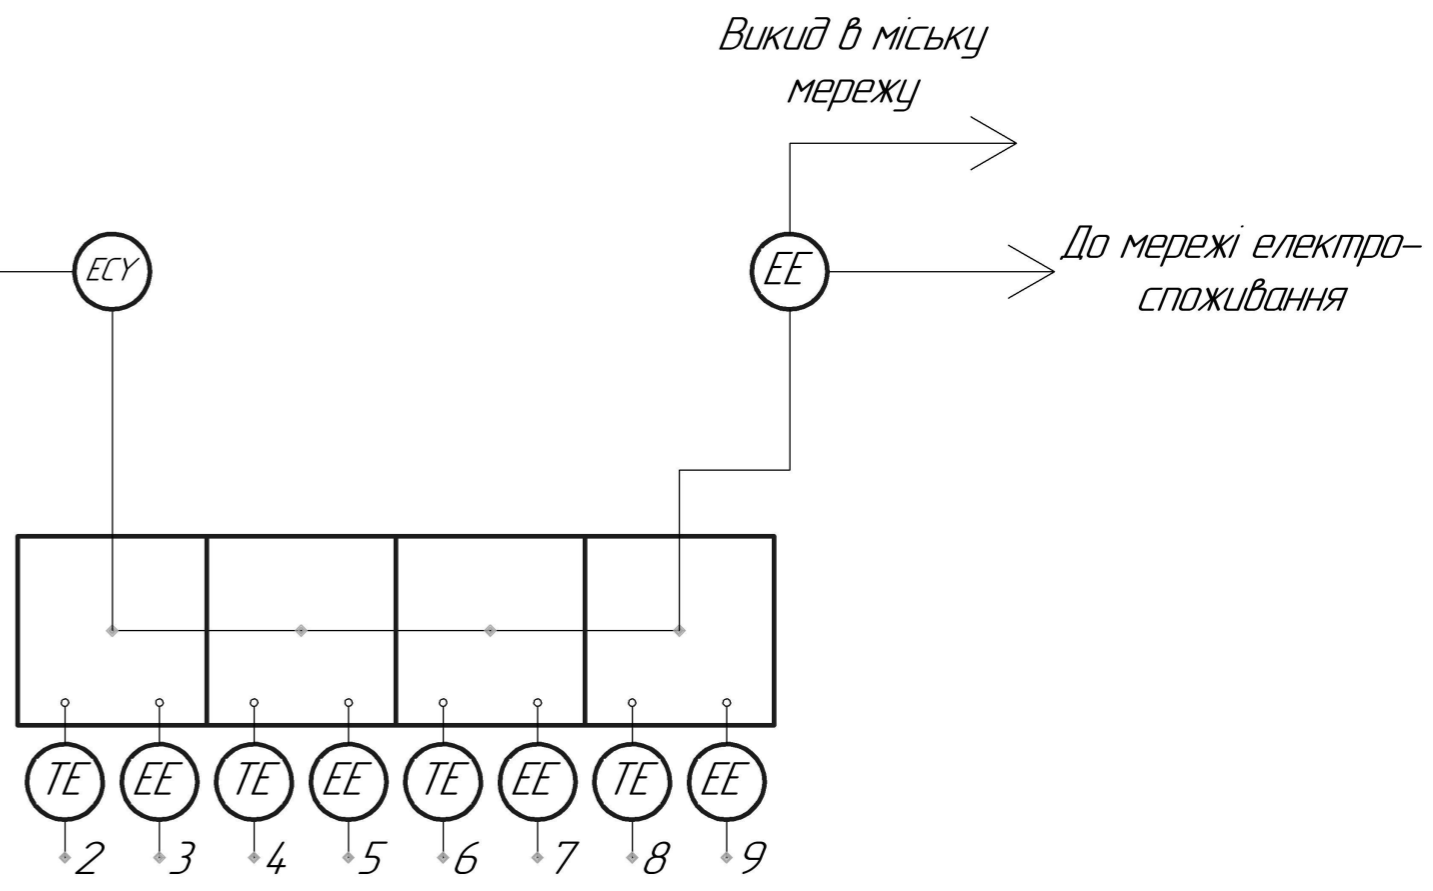 Викид в міську
мережу
ECY
EE
До мережі електро-
споживання
TE EE TE EE TE EE TE EE
2 3 4 5 6 7 8 9